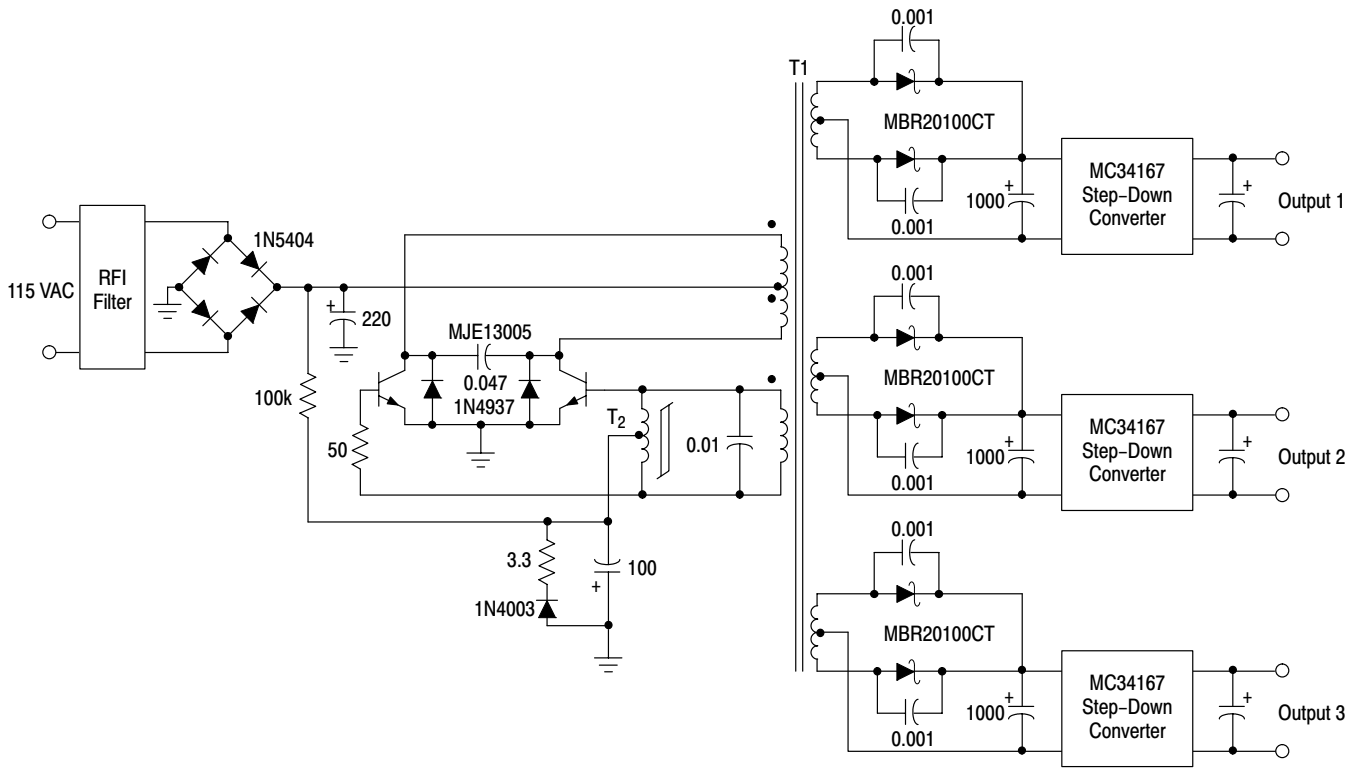 0.001
T1
MBR20100CT
0.001
1000
+
MC34167
Step–Down
Converter
+
Output 1
115 VAC
RFI
Filter
1N5404
+
220
100k
MJE13005
0.047
1N4937
50
T2
0.01
3.3
1N4003
100
+
0.001
MBR20100CT
0.001
1000
+
MC34167
Step–Down
Converter
+
Output 2
0.001
MBR20100CT
0.001
1000
+
MC34167
Step–Down
Converter
+
Output 3